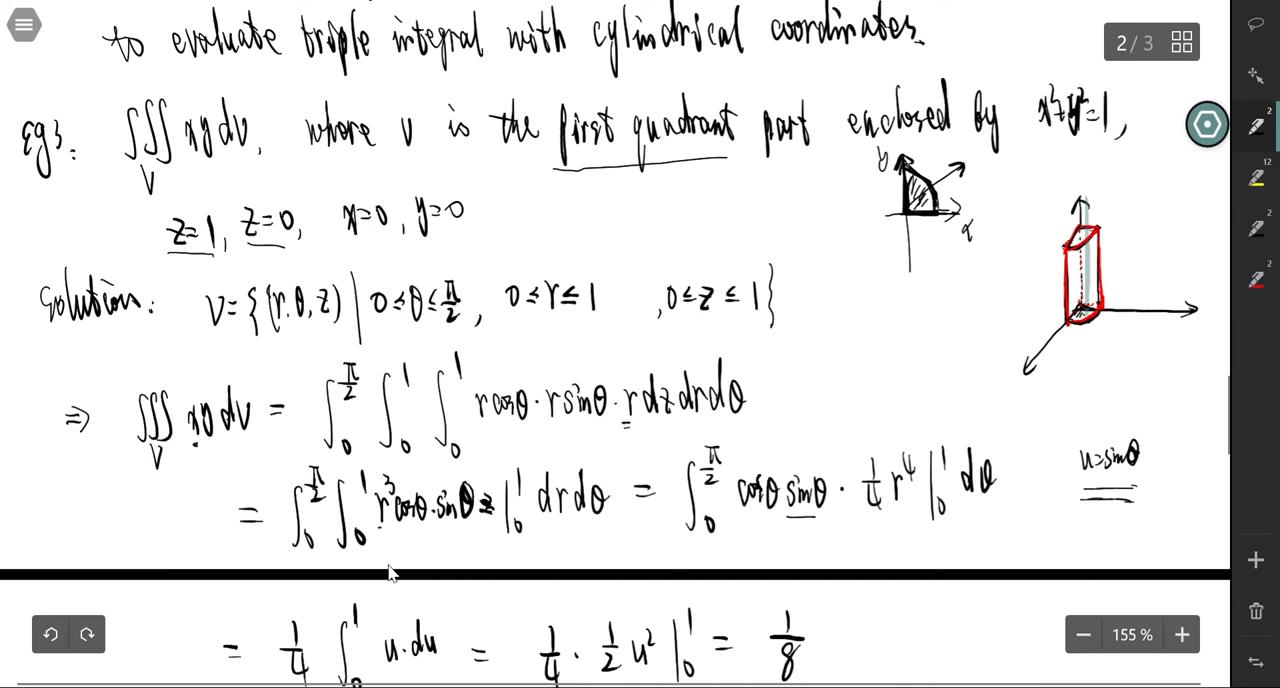 to evaluate triple integral with cylindrical coordinates.
2 / 3
Eg3: ∭_V xy dv, where v is the first quadrant part enclosed by x²+y²=1,
y
x
z=1, z=0, x=0, y=0
Solution: V={(r.θ,z) | 0≤θ≤π/2, 0≤r≤1, 0≤z≤1}
⇒ ∭_V xy dv = ∫_0^{π/2} ∫_0^1 ∫_0^1 r cosθ · r sinθ · r dz dr dθ
= ∫_0^{π/2} ∫_0^1 r³ cosθ · sinθ z |_0^1 dr dθ = ∫_0^{π/2} cosθ sinθ · 1/4 r⁴ |_0^1 dθ
u=sinθ
= 1/4 ∫_0^1 u · du = 1/4 · 1/2 u² |_0^1 = 1/8
155 %
2
12
2
2